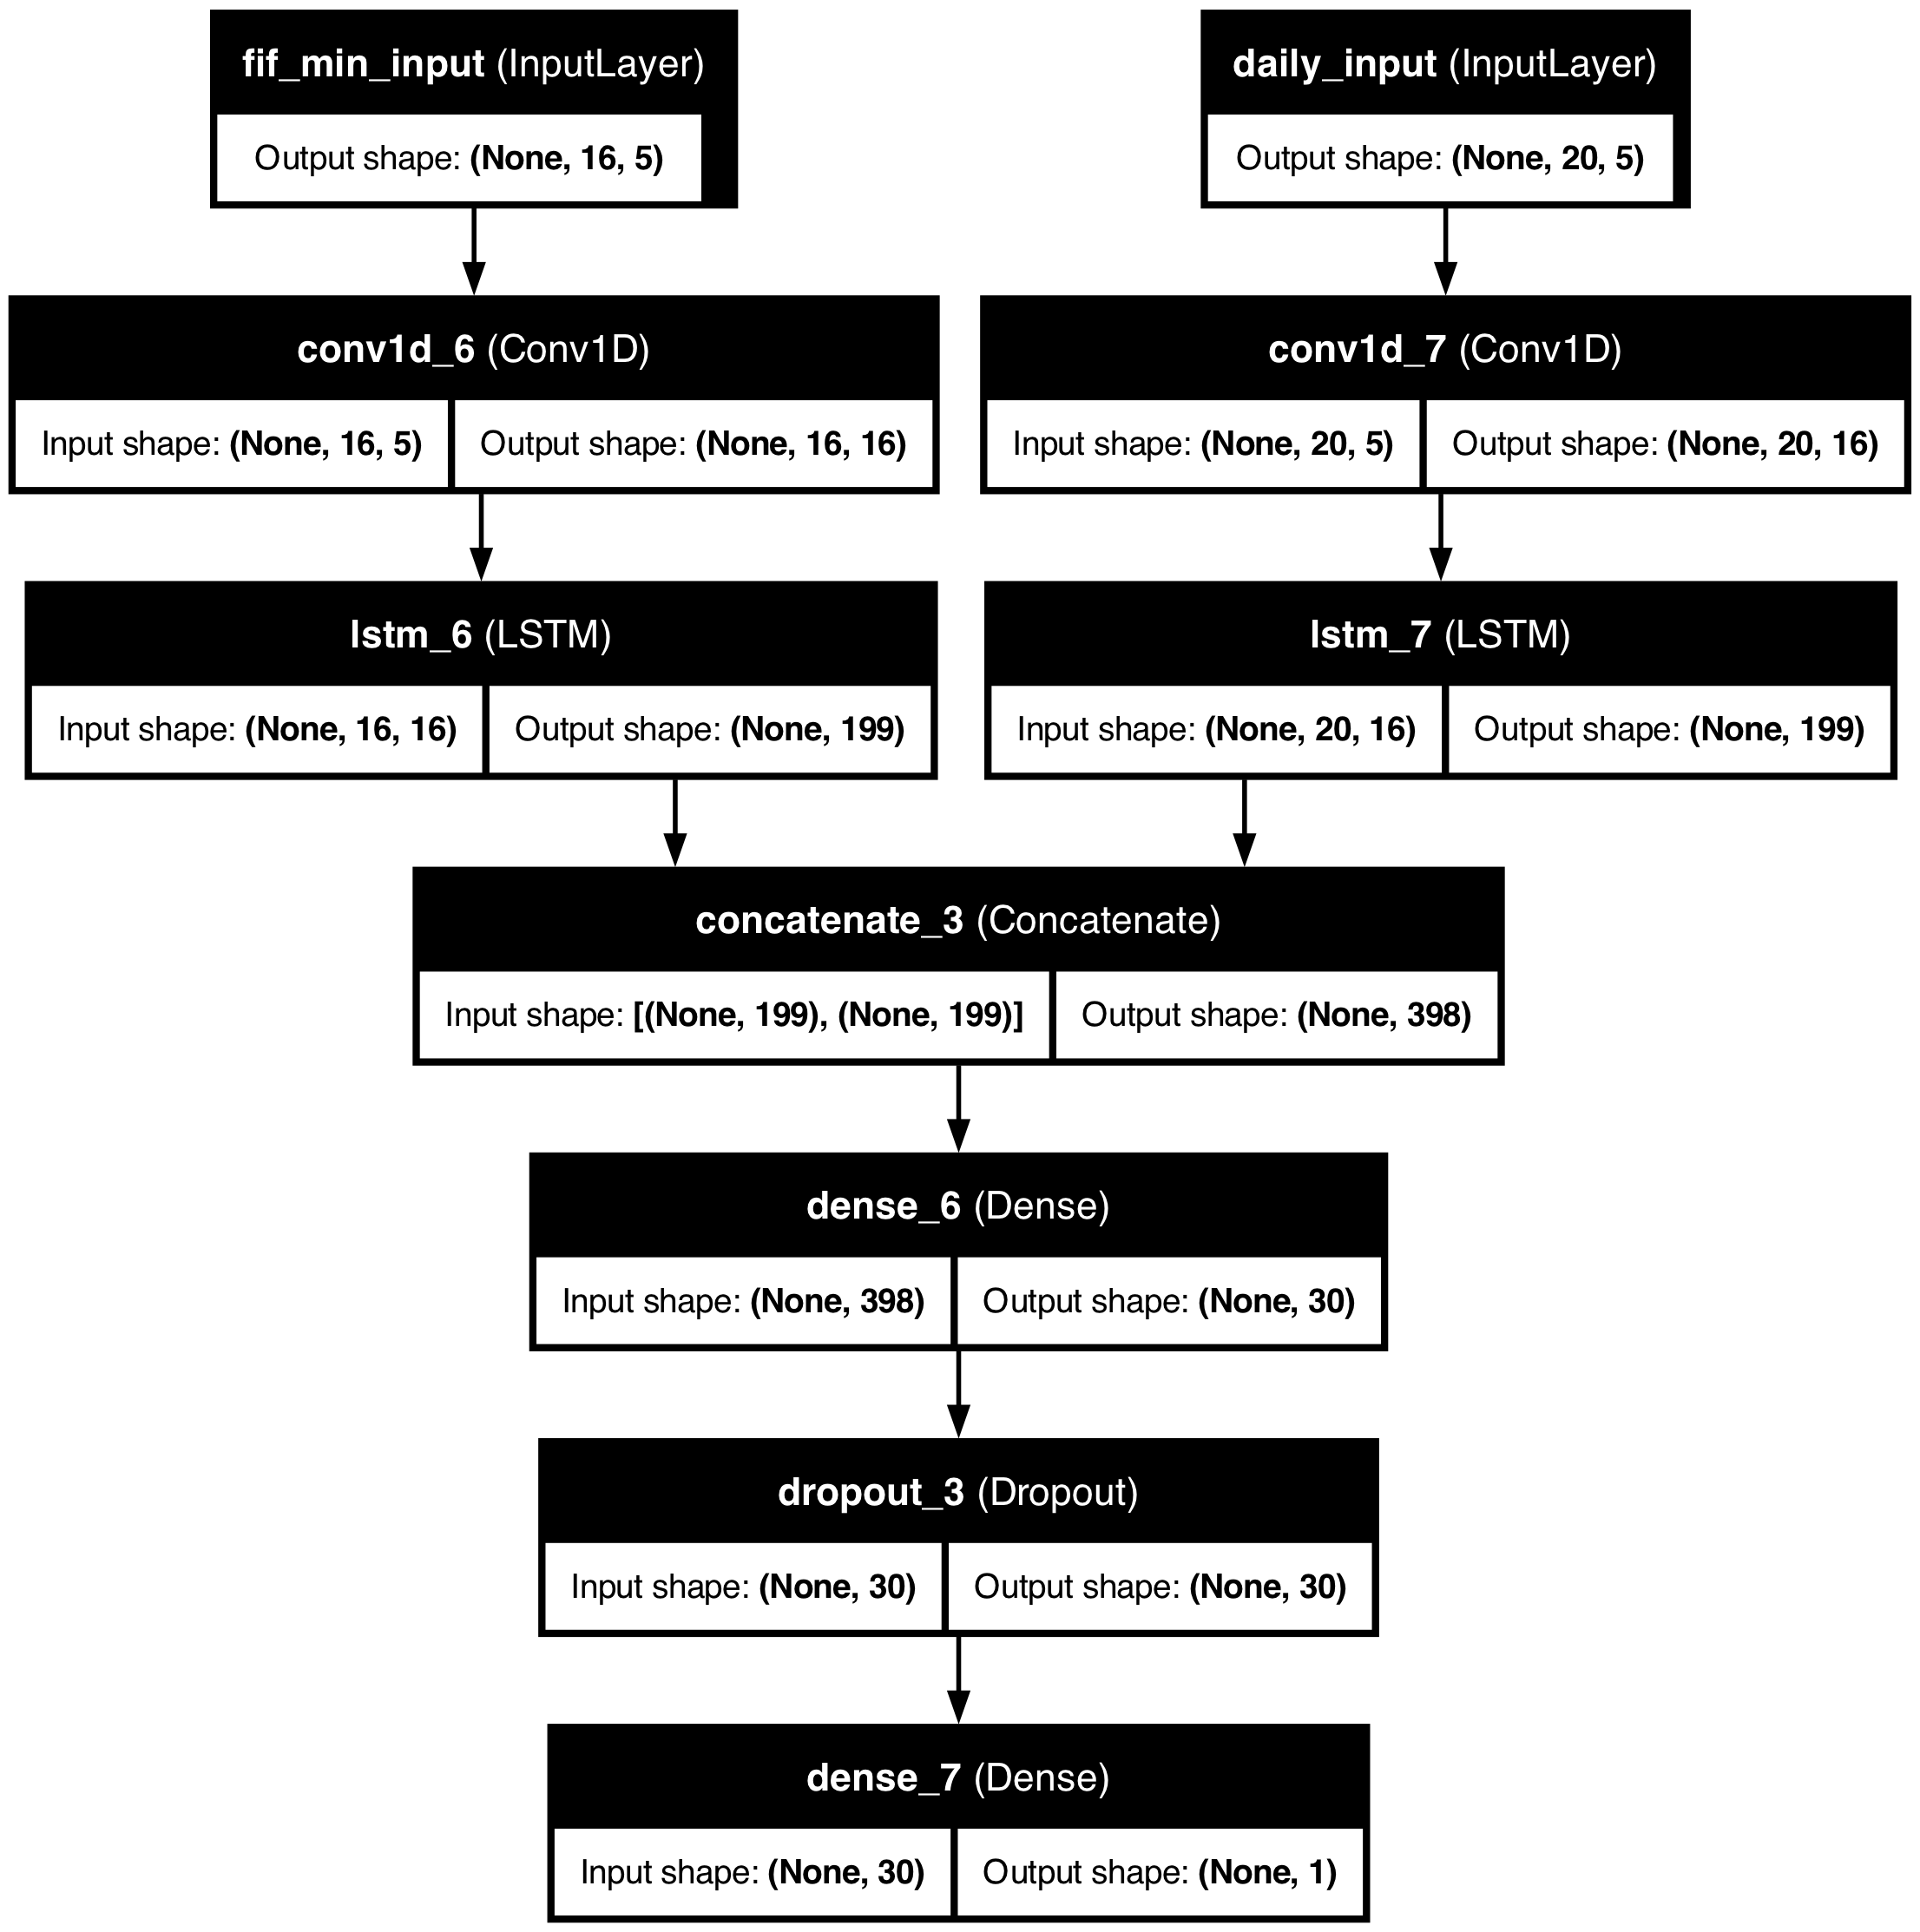 fif_min_input (InputLayer)
Output shape: (None, 16, 5)
daily_input (InputLayer)
Output shape: (None, 20, 5)
conv1d_6 (Conv1D)
Input shape: (None, 16, 5)
Output shape: (None, 16, 16)
conv1d_7 (Conv1D)
Input shape: (None, 20, 5)
Output shape: (None, 20, 16)
lstm_6 (LSTM)
Input shape: (None, 16, 16)
Output shape: (None, 199)
lstm_7 (LSTM)
Input shape: (None, 20, 16)
Output shape: (None, 199)
concatenate_3 (Concatenate)
Input shape: [(None, 199), (None, 199)]
Output shape: (None, 398)
dense_6 (Dense)
Input shape: (None, 398)
Output shape: (None, 30)
dropout_3 (Dropout)
Input shape: (None, 30)
Output shape: (None, 30)
dense_7 (Dense)
Input shape: (None, 30)
Output shape: (None, 1)